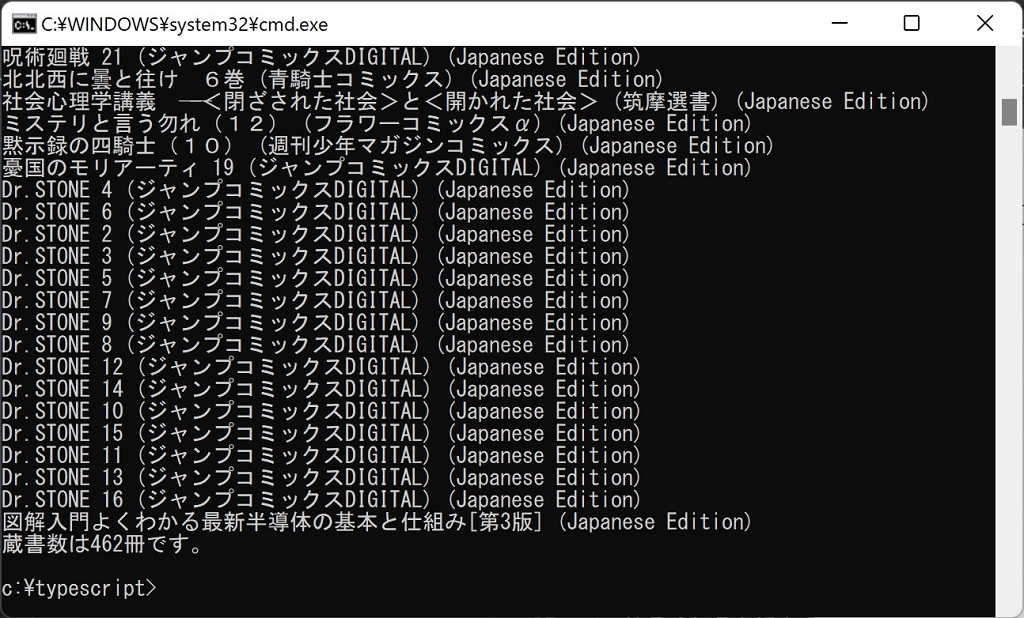 C:¥WINDOWS¥system32¥cmd.exe
呪術廻戦 21 (ジャンプコミックスDIGITAL) (Japanese Edition)
北北西に曇と往け　６巻 (青騎士コミックス) (Japanese Edition)
社会心理学講義　―＜閉ざされた社会＞と＜開かれた社会＞ (筑摩選書) (Japanese Edition)
ミステリと言う勿れ（１２） (フラワーコミックスα) (Japanese Edition)
黙示録の四騎士（１０） (週刊少年マガジンコミックス) (Japanese Edition)
憂国のモリアーティ 19 (ジャンプコミックスDIGITAL) (Japanese Edition)
Dr.STONE 4 (ジャンプコミックスDIGITAL) (Japanese Edition)
Dr.STONE 6 (ジャンプコミックスDIGITAL) (Japanese Edition)
Dr.STONE 2 (ジャンプコミックスDIGITAL) (Japanese Edition)
Dr.STONE 3 (ジャンプコミックスDIGITAL) (Japanese Edition)
Dr.STONE 5 (ジャンプコミックスDIGITAL) (Japanese Edition)
Dr.STONE 7 (ジャンプコミックスDIGITAL) (Japanese Edition)
Dr.STONE 9 (ジャンプコミックスDIGITAL) (Japanese Edition)
Dr.STONE 8 (ジャンプコミックスDIGITAL) (Japanese Edition)
Dr.STONE 12 (ジャンプコミックスDIGITAL) (Japanese Edition)
Dr.STONE 14 (ジャンプコミックスDIGITAL) (Japanese Edition)
Dr.STONE 10 (ジャンプコミックスDIGITAL) (Japanese Edition)
Dr.STONE 15 (ジャンプコミックスDIGITAL) (Japanese Edition)
Dr.STONE 11 (ジャンプコミックスDIGITAL) (Japanese Edition)
Dr.STONE 13 (ジャンプコミックスDIGITAL) (Japanese Edition)
Dr.STONE 16 (ジャンプコミックスDIGITAL) (Japanese Edition)
図解入門よくわかる最新半導体の基本と仕組み[第3版] (Japanese Edition)
蔵書数は462冊です。
c:¥typescript>